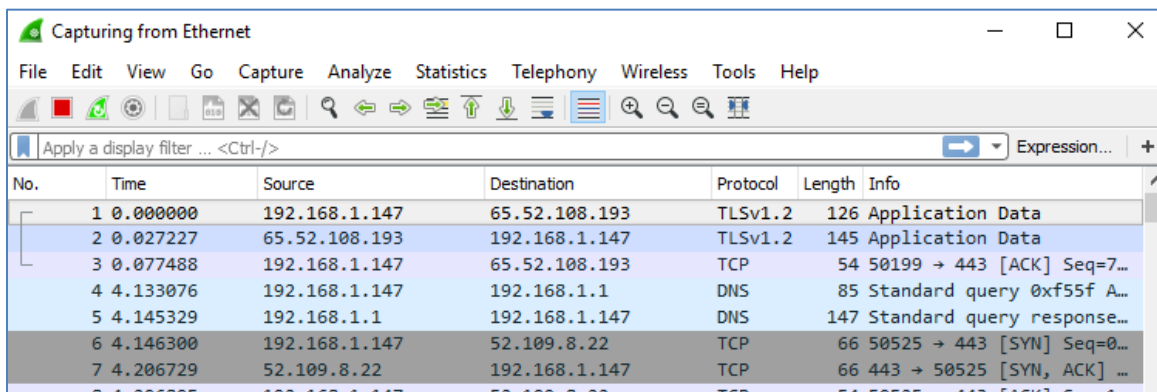 Capturing from Ethernet
File Edit View Go Capture Analyze Statistics Telephony Wireless Tools Help
Apply a display filter ... <Ctrl-/> Expression... +
No. Time Source Destination Protocol Length Info
1 0.000000 192.168.1.147 65.52.108.193 TLSv1.2 126 Application Data
2 0.027227 65.52.108.193 192.168.1.147 TLSv1.2 145 Application Data
3 0.077488 192.168.1.147 65.52.108.193 TCP 54 50199 → 443 [ACK] Seq=7…
4 4.133076 192.168.1.147 192.168.1.1 DNS 85 Standard query 0xf55f A…
5 4.145329 192.168.1.1 192.168.1.147 DNS 147 Standard query response…
6 4.146300 192.168.1.147 52.109.8.22 TCP 66 50525 → 443 [SYN] Seq=0…
7 4.206729 52.109.8.22 192.168.1.147 TCP 66 443 → 50525 [SYN, ACK] …